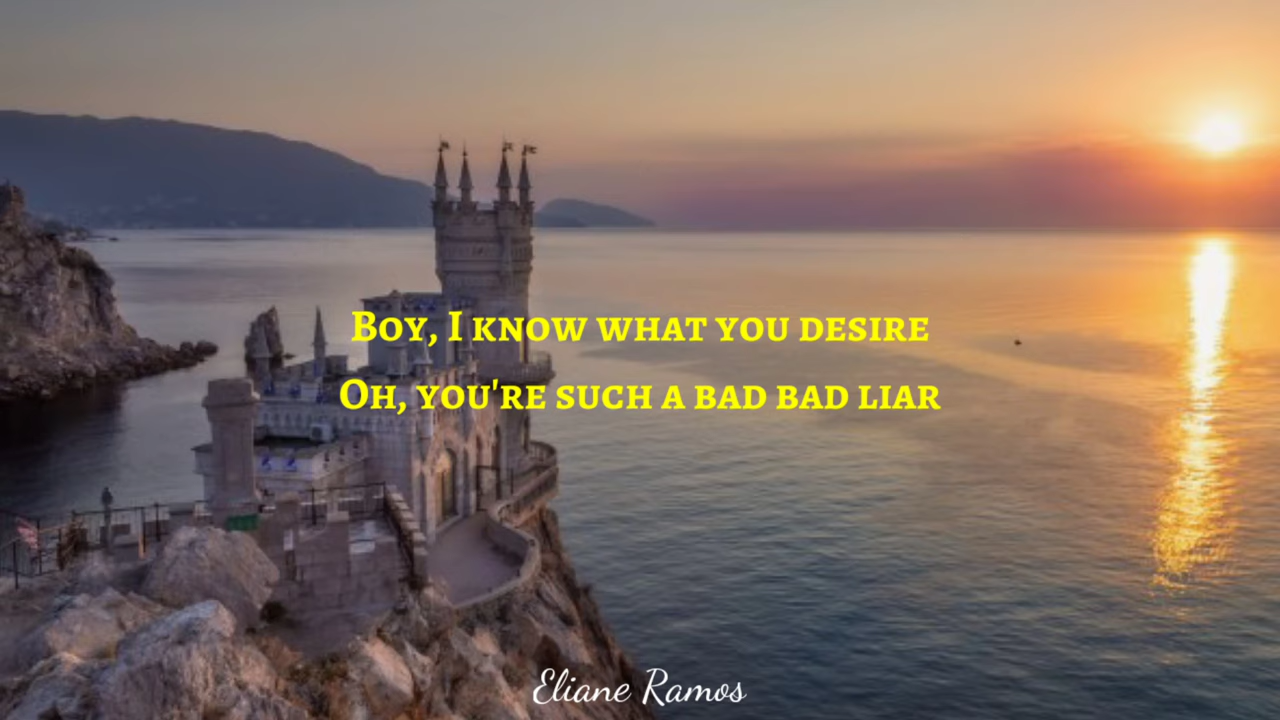 Boy, I know what you desire
Oh, you're such a bad bad liar
Eliane Ramos